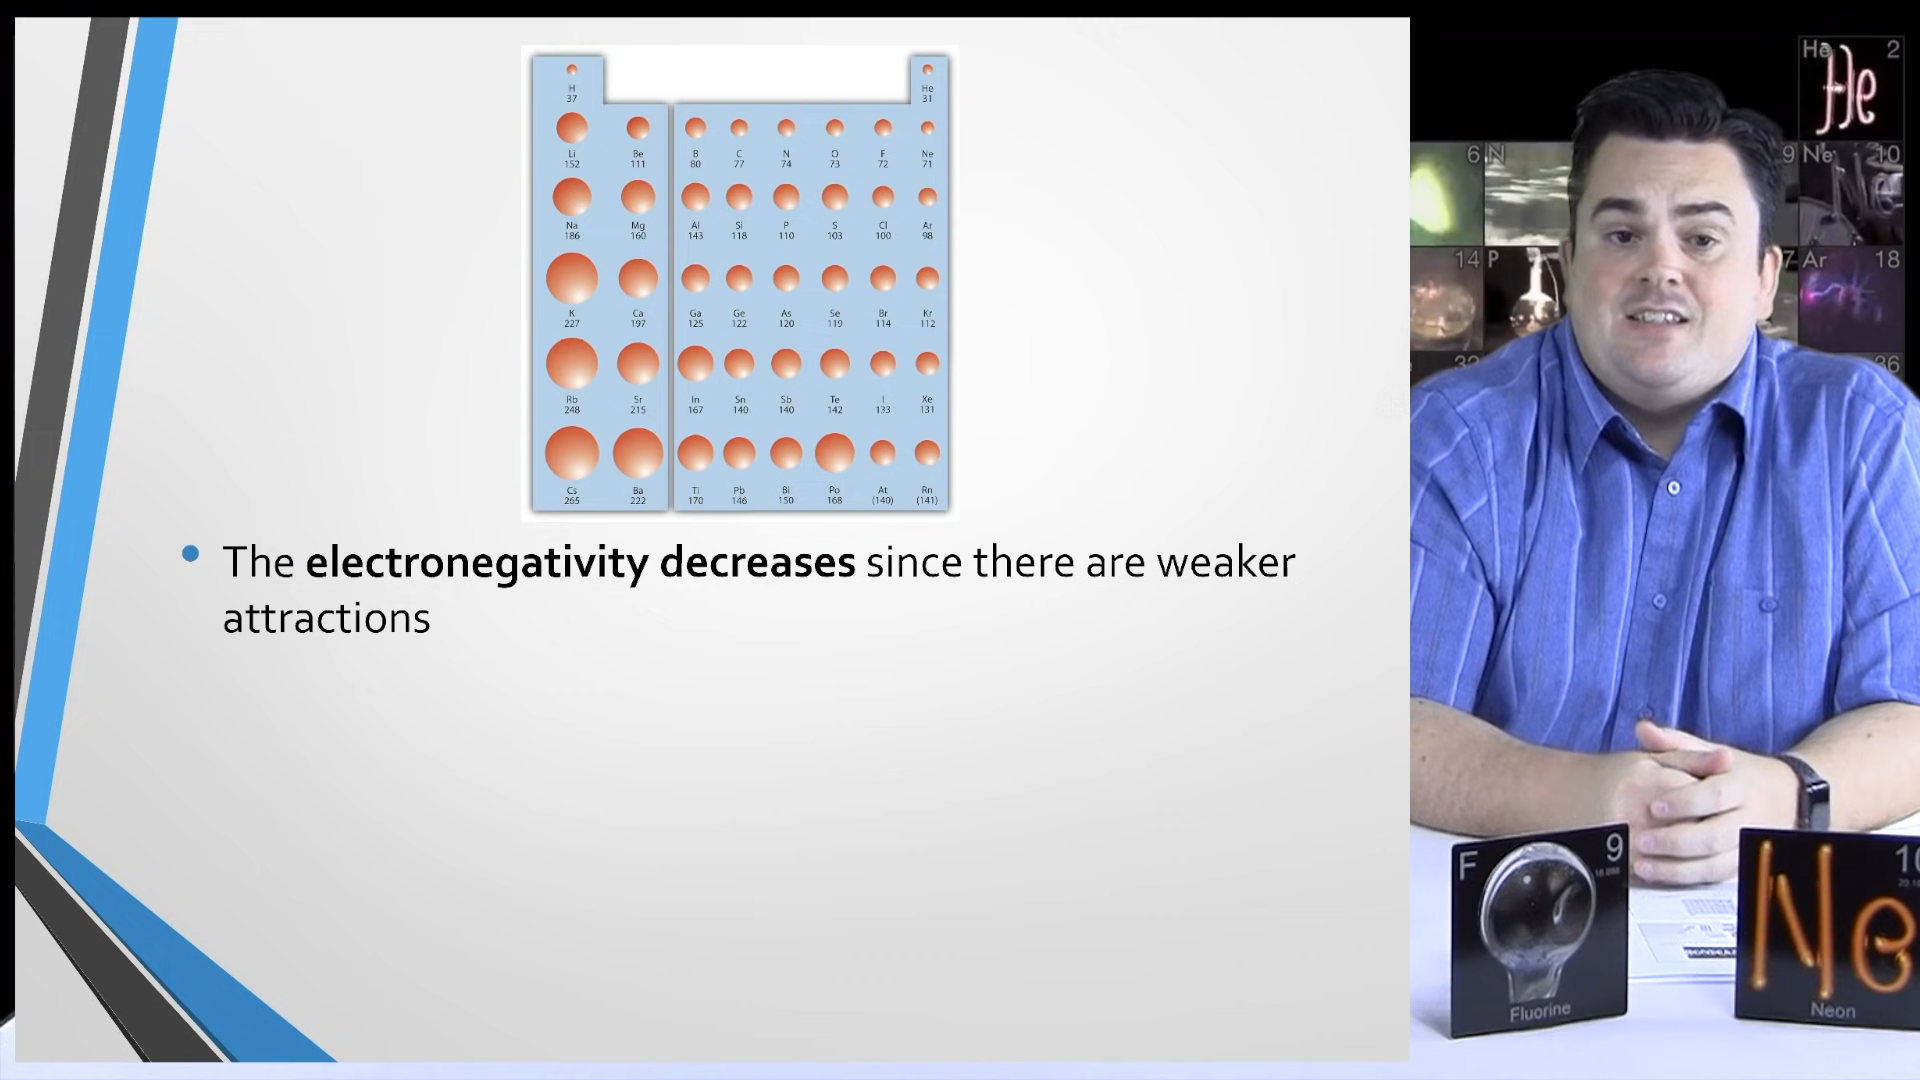 H He
37 31
Li Be B C N O F Ne
152 111 80 77 74 73 72 71
Na Mg Al Si P S Cl Ar
186 160 143 118 110 103 100 98
K Ca Ga Ge As Se Br Kr
227 197 125 122 120 119 114 112
Rb Sr In Sn Sb Te I Xe
248 215 167 140 140 142 133 131
Cs Ba Tl Pb Bi Po At Rn
265 222 170 146 150 168 (140) (141)
The electronegativity decreases since there are weaker
attractions
He 2
He
6 N 9 Ne 10
14 P 7 Ar 18
32 36
F 9
Fluorine
10
Ne
Neon